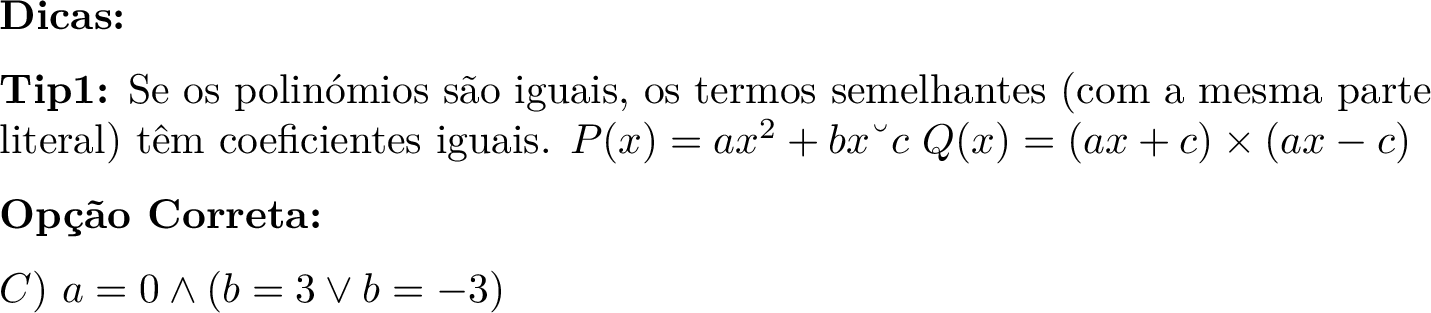 Dicas:
Tip1: Se os polinómios são iguais, os termos semelhantes (com a mesma parte
literal) têm coeficientes iguais. P(x) = ax² + bx˘c Q(x) = (ax + c) × (ax − c)
Opção Correta:
C) a = 0 ∧ (b = 3 ∨ b = −3)